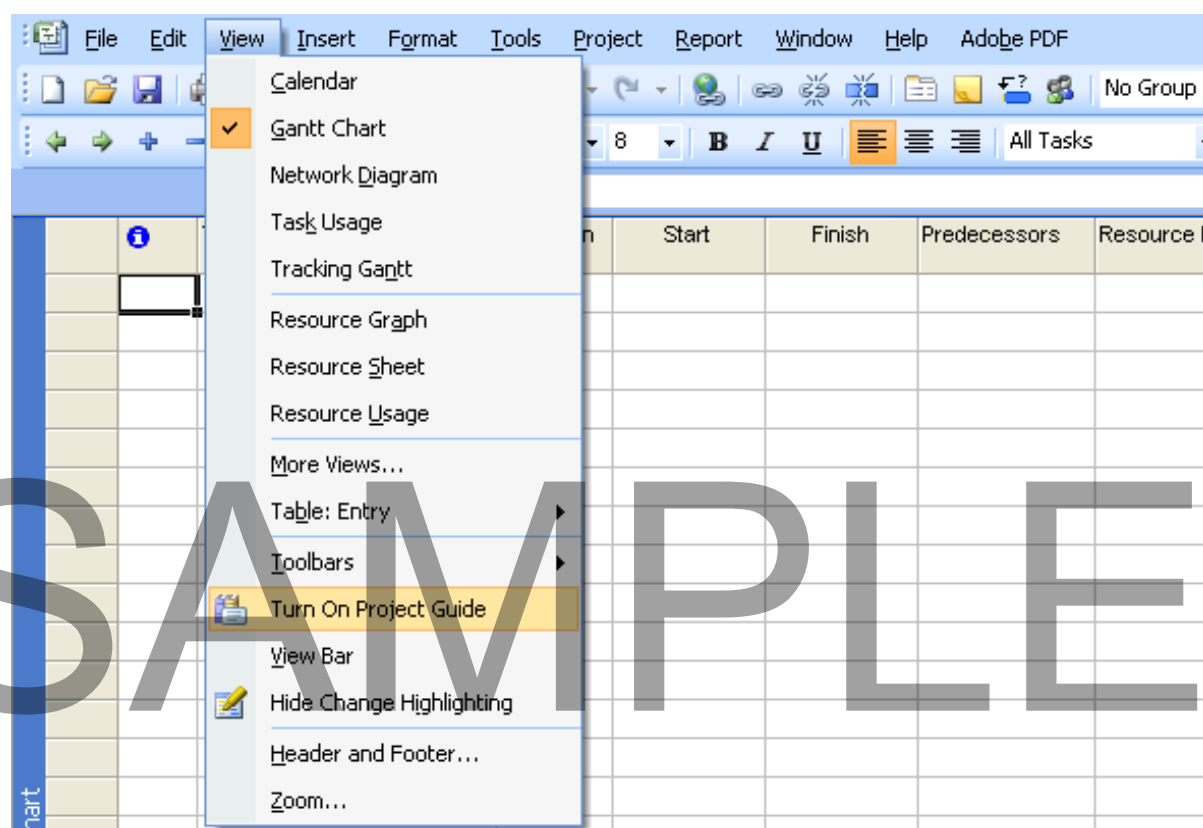 File Edit View Insert Format Tools Project Report Window Help Adobe PDF
No Group
8 B I U All Tasks
Calendar
Gantt Chart
Network Diagram
Task Usage
Tracking Gantt
Resource Graph
Resource Sheet
Resource Usage
More Views...
Table: Entry
Toolbars
Turn On Project Guide
View Bar
Hide Change Highlighting
Header and Footer...
Zoom...
Start Finish Predecessors Resource
SAMPLE